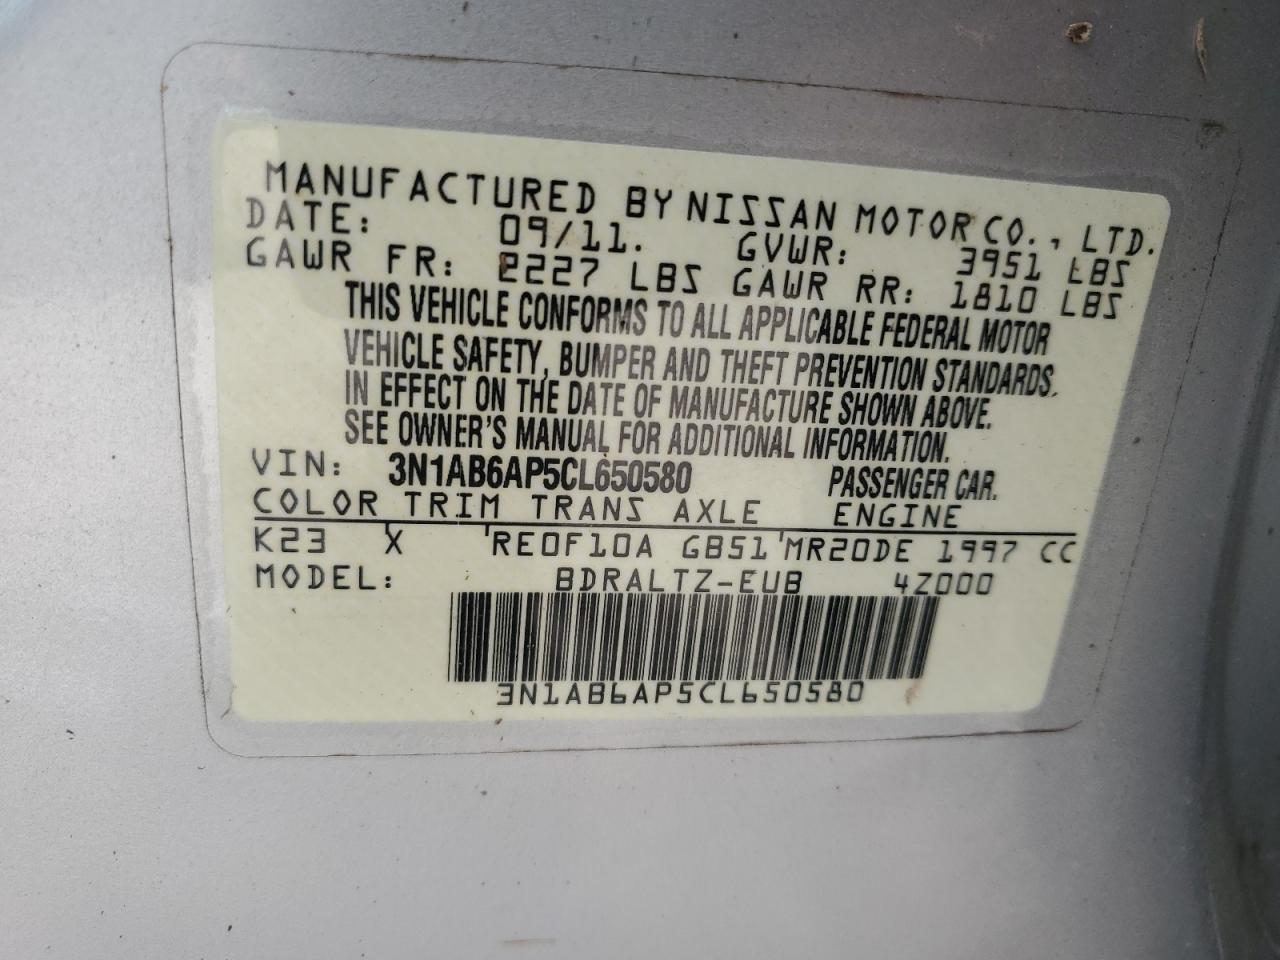 MANUFACTURED BY NISSAN MOTOR CO., LTD.
DATE: 09/11. GVWR: 3951 LBS
GAWR FR: 2227 LBS GAWR RR: 1810 LBS
THIS VEHICLE CONFORMS TO ALL APPLICABLE FEDERAL MOTOR
VEHICLE SAFETY, BUMPER AND THEFT PREVENTION STANDARDS.
IN EFFECT ON THE DATE OF MANUFACTURE SHOWN ABOVE.
SEE OWNER'S MANUAL FOR ADDITIONAL INFORMATION.
VIN: 3N1AB6AP5CL650580 PASSENGER CAR.
COLOR TRIM TRANS AXLE ENGINE
K23 X RE0F10A GB51 MR20DE 1997 CC
MODEL: BDRALTZ-EUB 4Z000
3N1AB6AP5CL650580